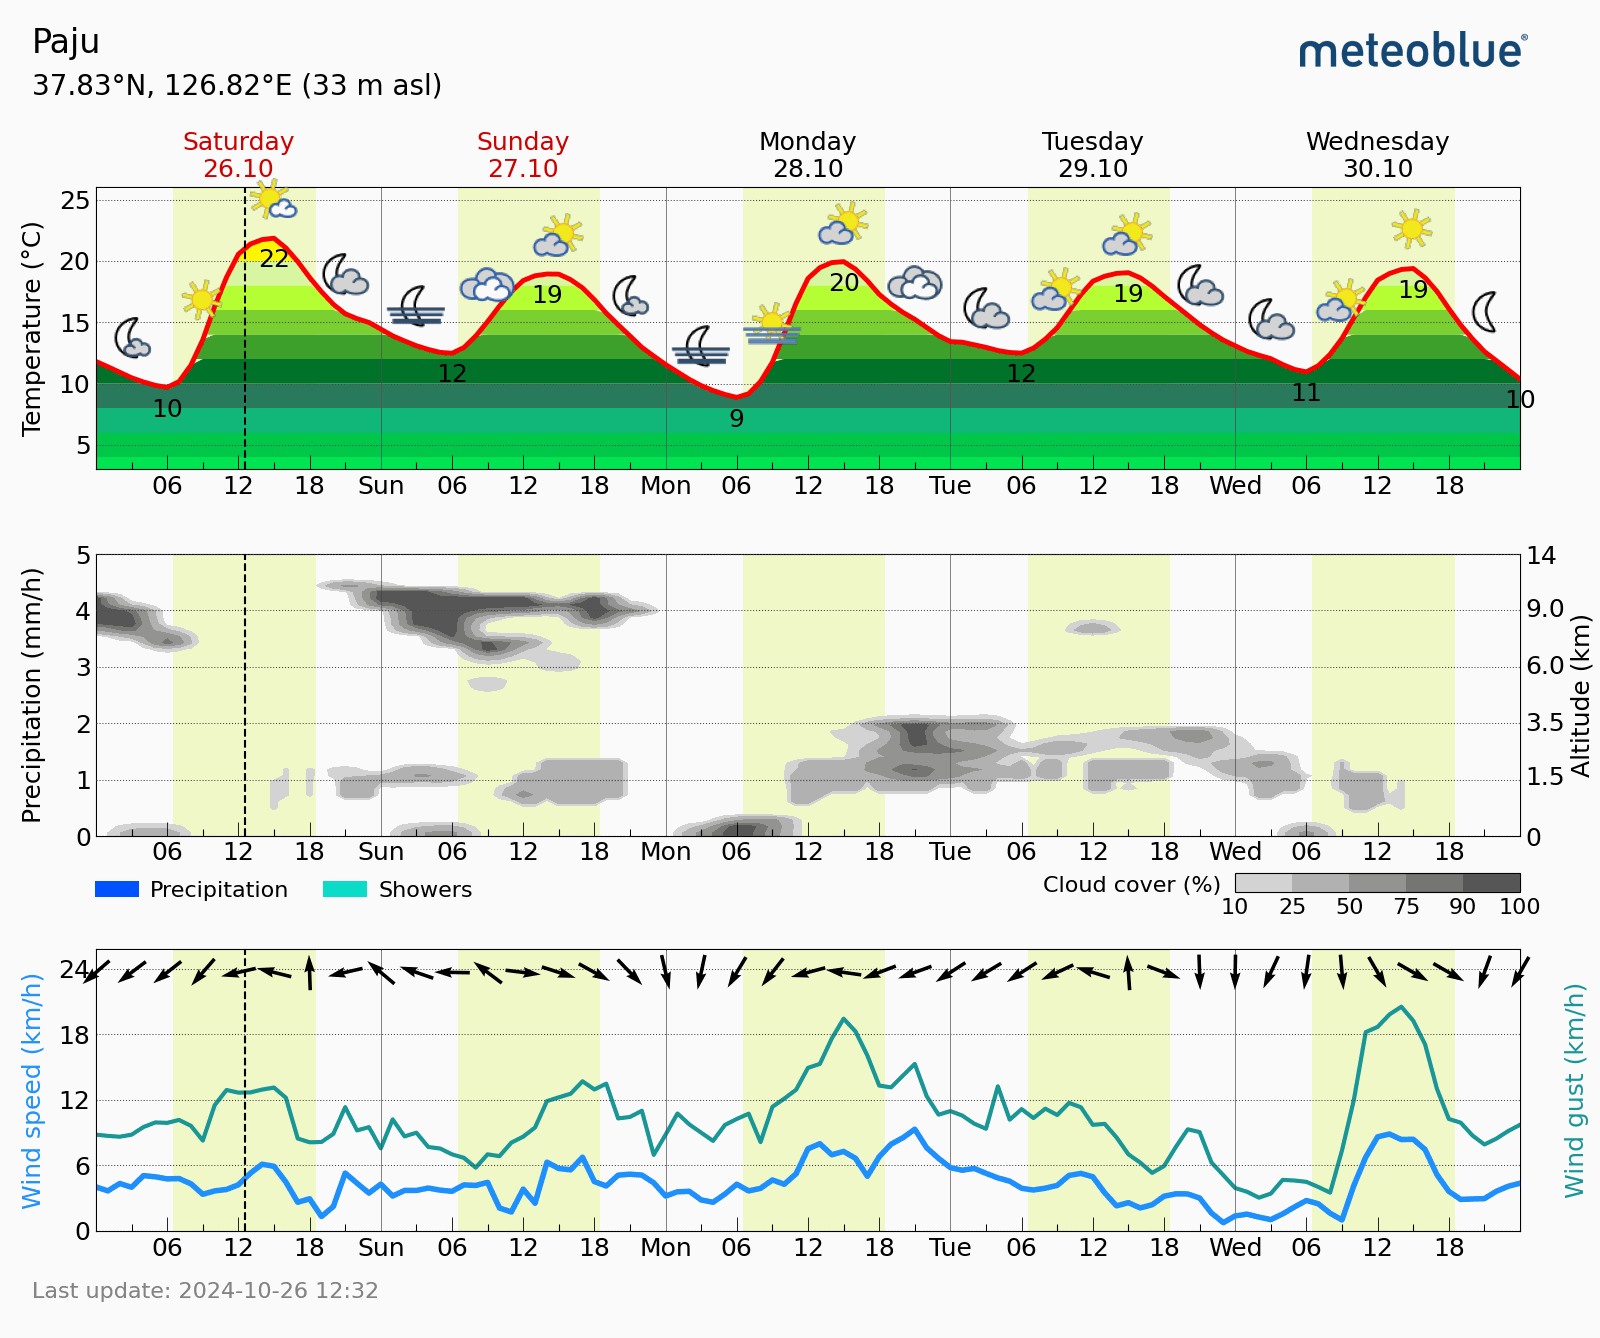 Paju
meteoblue®
37.83°N, 126.82°E (33 m asl)
Saturday Sunday Monday Tuesday Wednesday
26.10 27.10 28.10 29.10 30.10
Temperature (°C)
25
20
15
10
5
22 19 20 19 19
10 12 9 12 11 10
06 12 18 Sun 06 12 18 Mon 06 12 18 Tue 06 12 18 Wed 06 12 18
Precipitation (mm/h)
5
4
3
2
1
0
14
9.0
6.0
3.5
1.5
0
Altitude (km)
06 12 18 Sun 06 12 18 Mon 06 12 18 Tue 06 12 18 Wed 06 12 18
Precipitation Showers
Cloud cover (%)
10 25 50 75 90 100
Wind speed (km/h)
24
18
12
6
0
Wind gust (km/h)
06 12 18 Sun 06 12 18 Mon 06 12 18 Tue 06 12 18 Wed 06 12 18
Last update: 2024-10-26 12:32